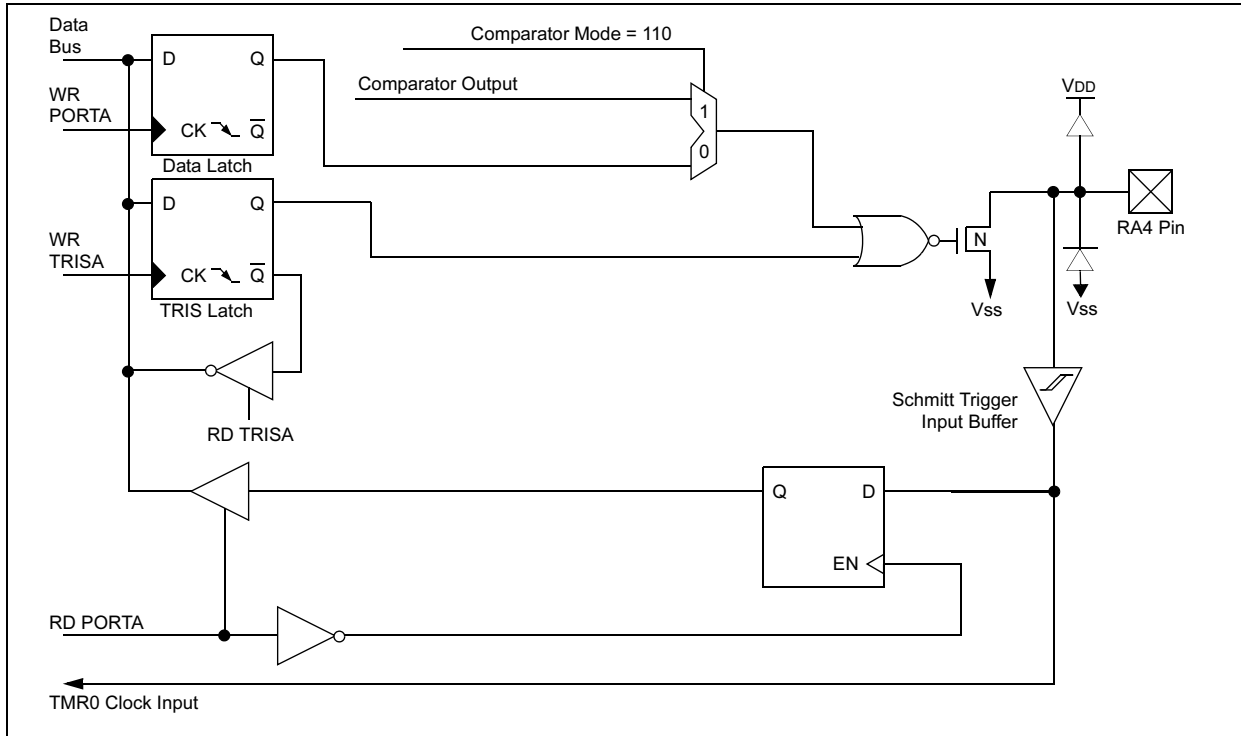 Data
Bus
D Q
WR
PORTA
CK Q
Data Latch
Comparator Mode = 110
Comparator Output
1
0
VDD
RA4 Pin
D Q
WR
TRISA
CK Q
TRIS Latch
N
Vss
Vss
RD TRISA
Schmitt Trigger
Input Buffer
Q D
EN
RD PORTA
TMR0 Clock Input